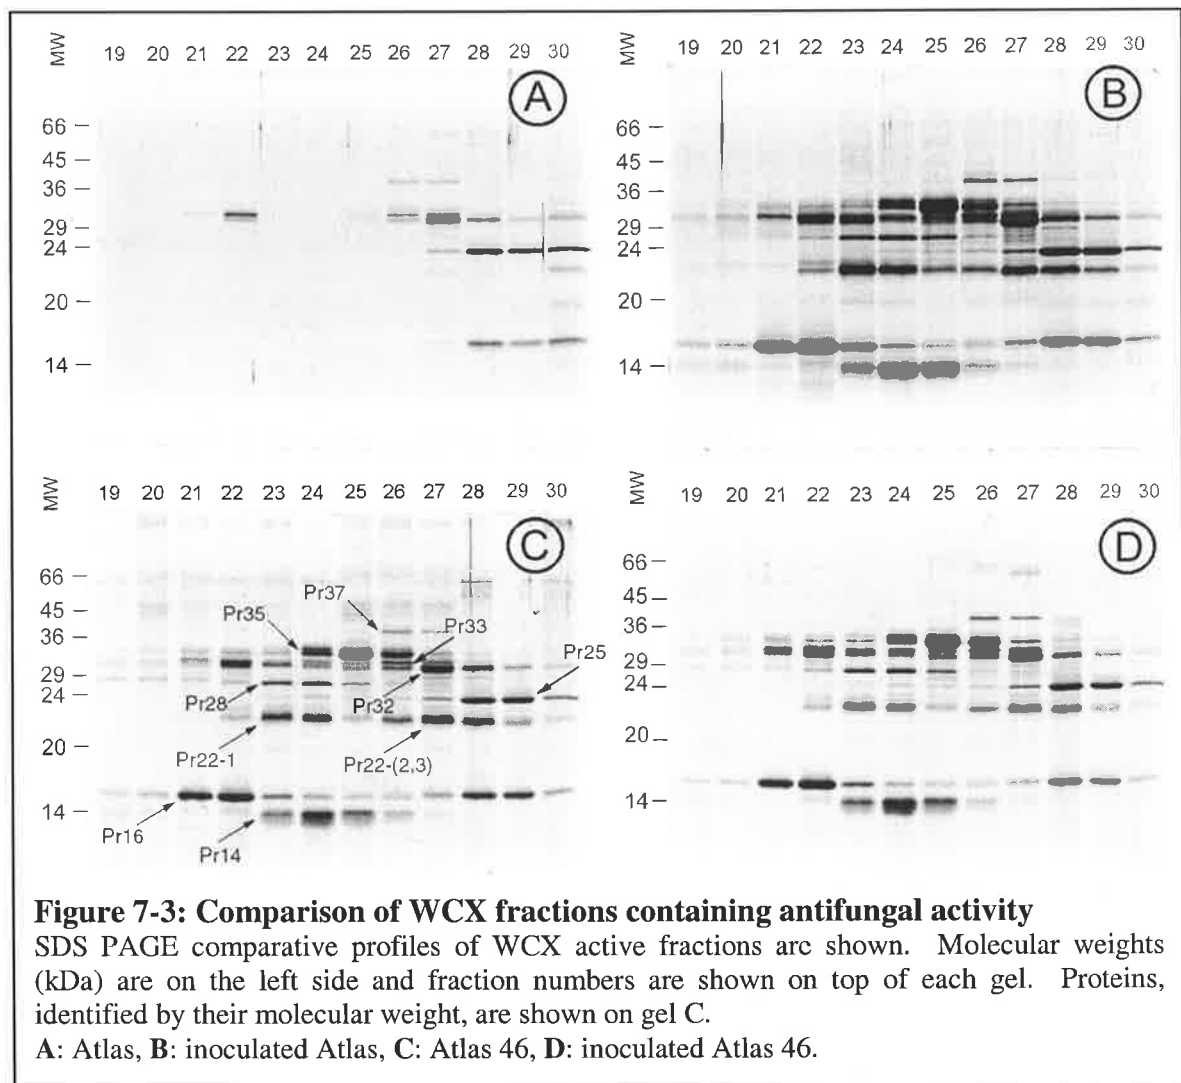 MW 19 20 21 22 23 24 25 26 27 28 29 30
A
66
45
36
29
24
20
14
MW 19 20 21 22 23 24 25 26 27 28 29 30
B
66
45
36
29
24
20
14
MW 19 20 21 22 23 24 25 26 27 28 29 30
C
66
45
36
29
24
20
14
Pr37
Pr35
Pr33
Pr25
Pr28
Pr32
Pr22-1
Pr22-(2,3)
Pr16
Pr14
MW 19 20 21 22 23 24 25 26 27 28 29 30
D
66
45
36
29
24
20
14
Figure 7-3: Comparison of WCX fractions containing antifungal activity
SDS PAGE comparative profiles of WCX active fractions are shown. Molecular weights
(kDa) are on the left side and fraction numbers are shown on top of each gel. Proteins,
identified by their molecular weight, are shown on gel C.
A: Atlas, B: inoculated Atlas, C: Atlas 46, D: inoculated Atlas 46.